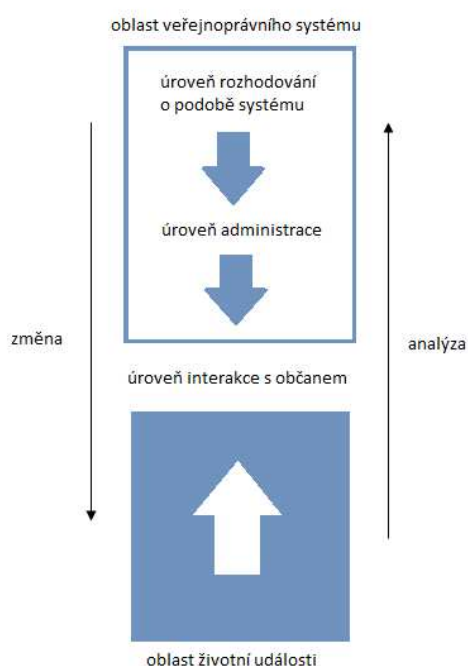 oblast veřejnoprávního systému
úroveň rozhodování
o podobě systému
úroveň administrace
změna
analýza
úroveň interakce s občanem
oblast životní události